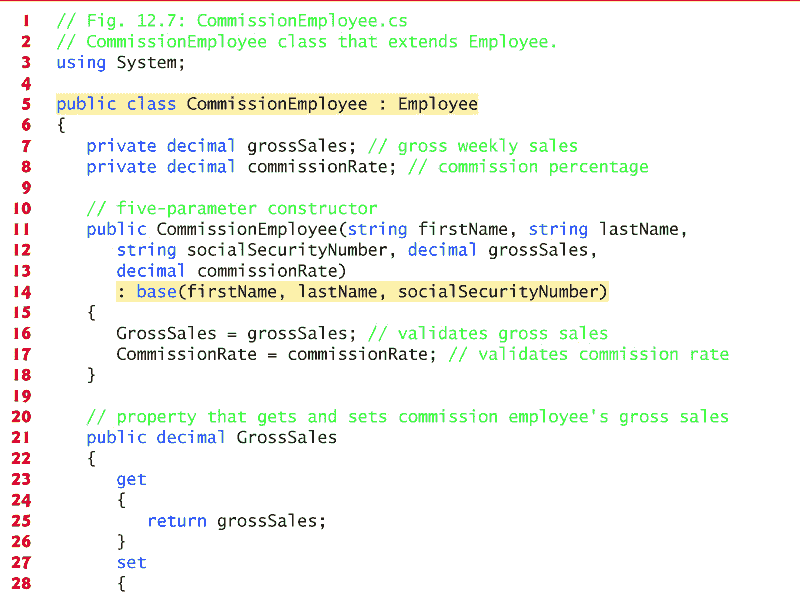 1 // Fig. 12.7: CommissionEmployee.cs
2 // CommissionEmployee class that extends Employee.
3 using System;
4
5 public class CommissionEmployee : Employee
6 {
7 private decimal grossSales; // gross weekly sales
8 private decimal commissionRate; // commission percentage
9
10 // five-parameter constructor
11 public CommissionEmployee(string firstName, string lastName,
12 string socialSecurityNumber, decimal grossSales,
13 decimal commissionRate)
14 : base(firstName, lastName, socialSecurityNumber)
15 {
16 GrossSales = grossSales; // validates gross sales
17 CommissionRate = commissionRate; // validates commission rate
18 }
19
20 // property that gets and sets commission employee's gross sales
21 public decimal GrossSales
22 {
23 get
24 {
25 return grossSales;
26 }
27 set
28 {